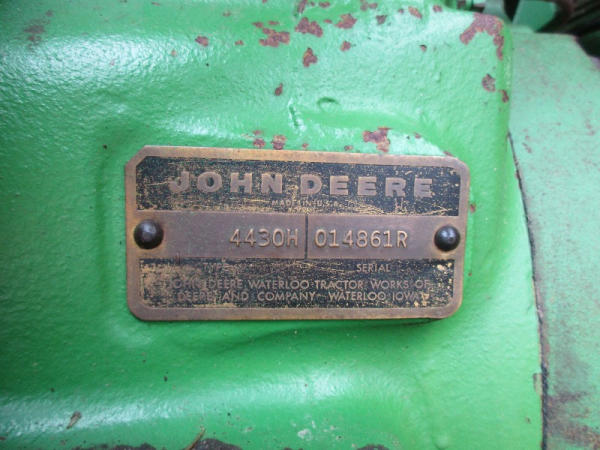 JOHN DEERE
MADE IN U.S.A.
4430H 014861R
SERIAL
JOHN DEERE WATERLOO TRACTOR WORKS OF
DEERE AND COMPANY WATERLOO IOWA